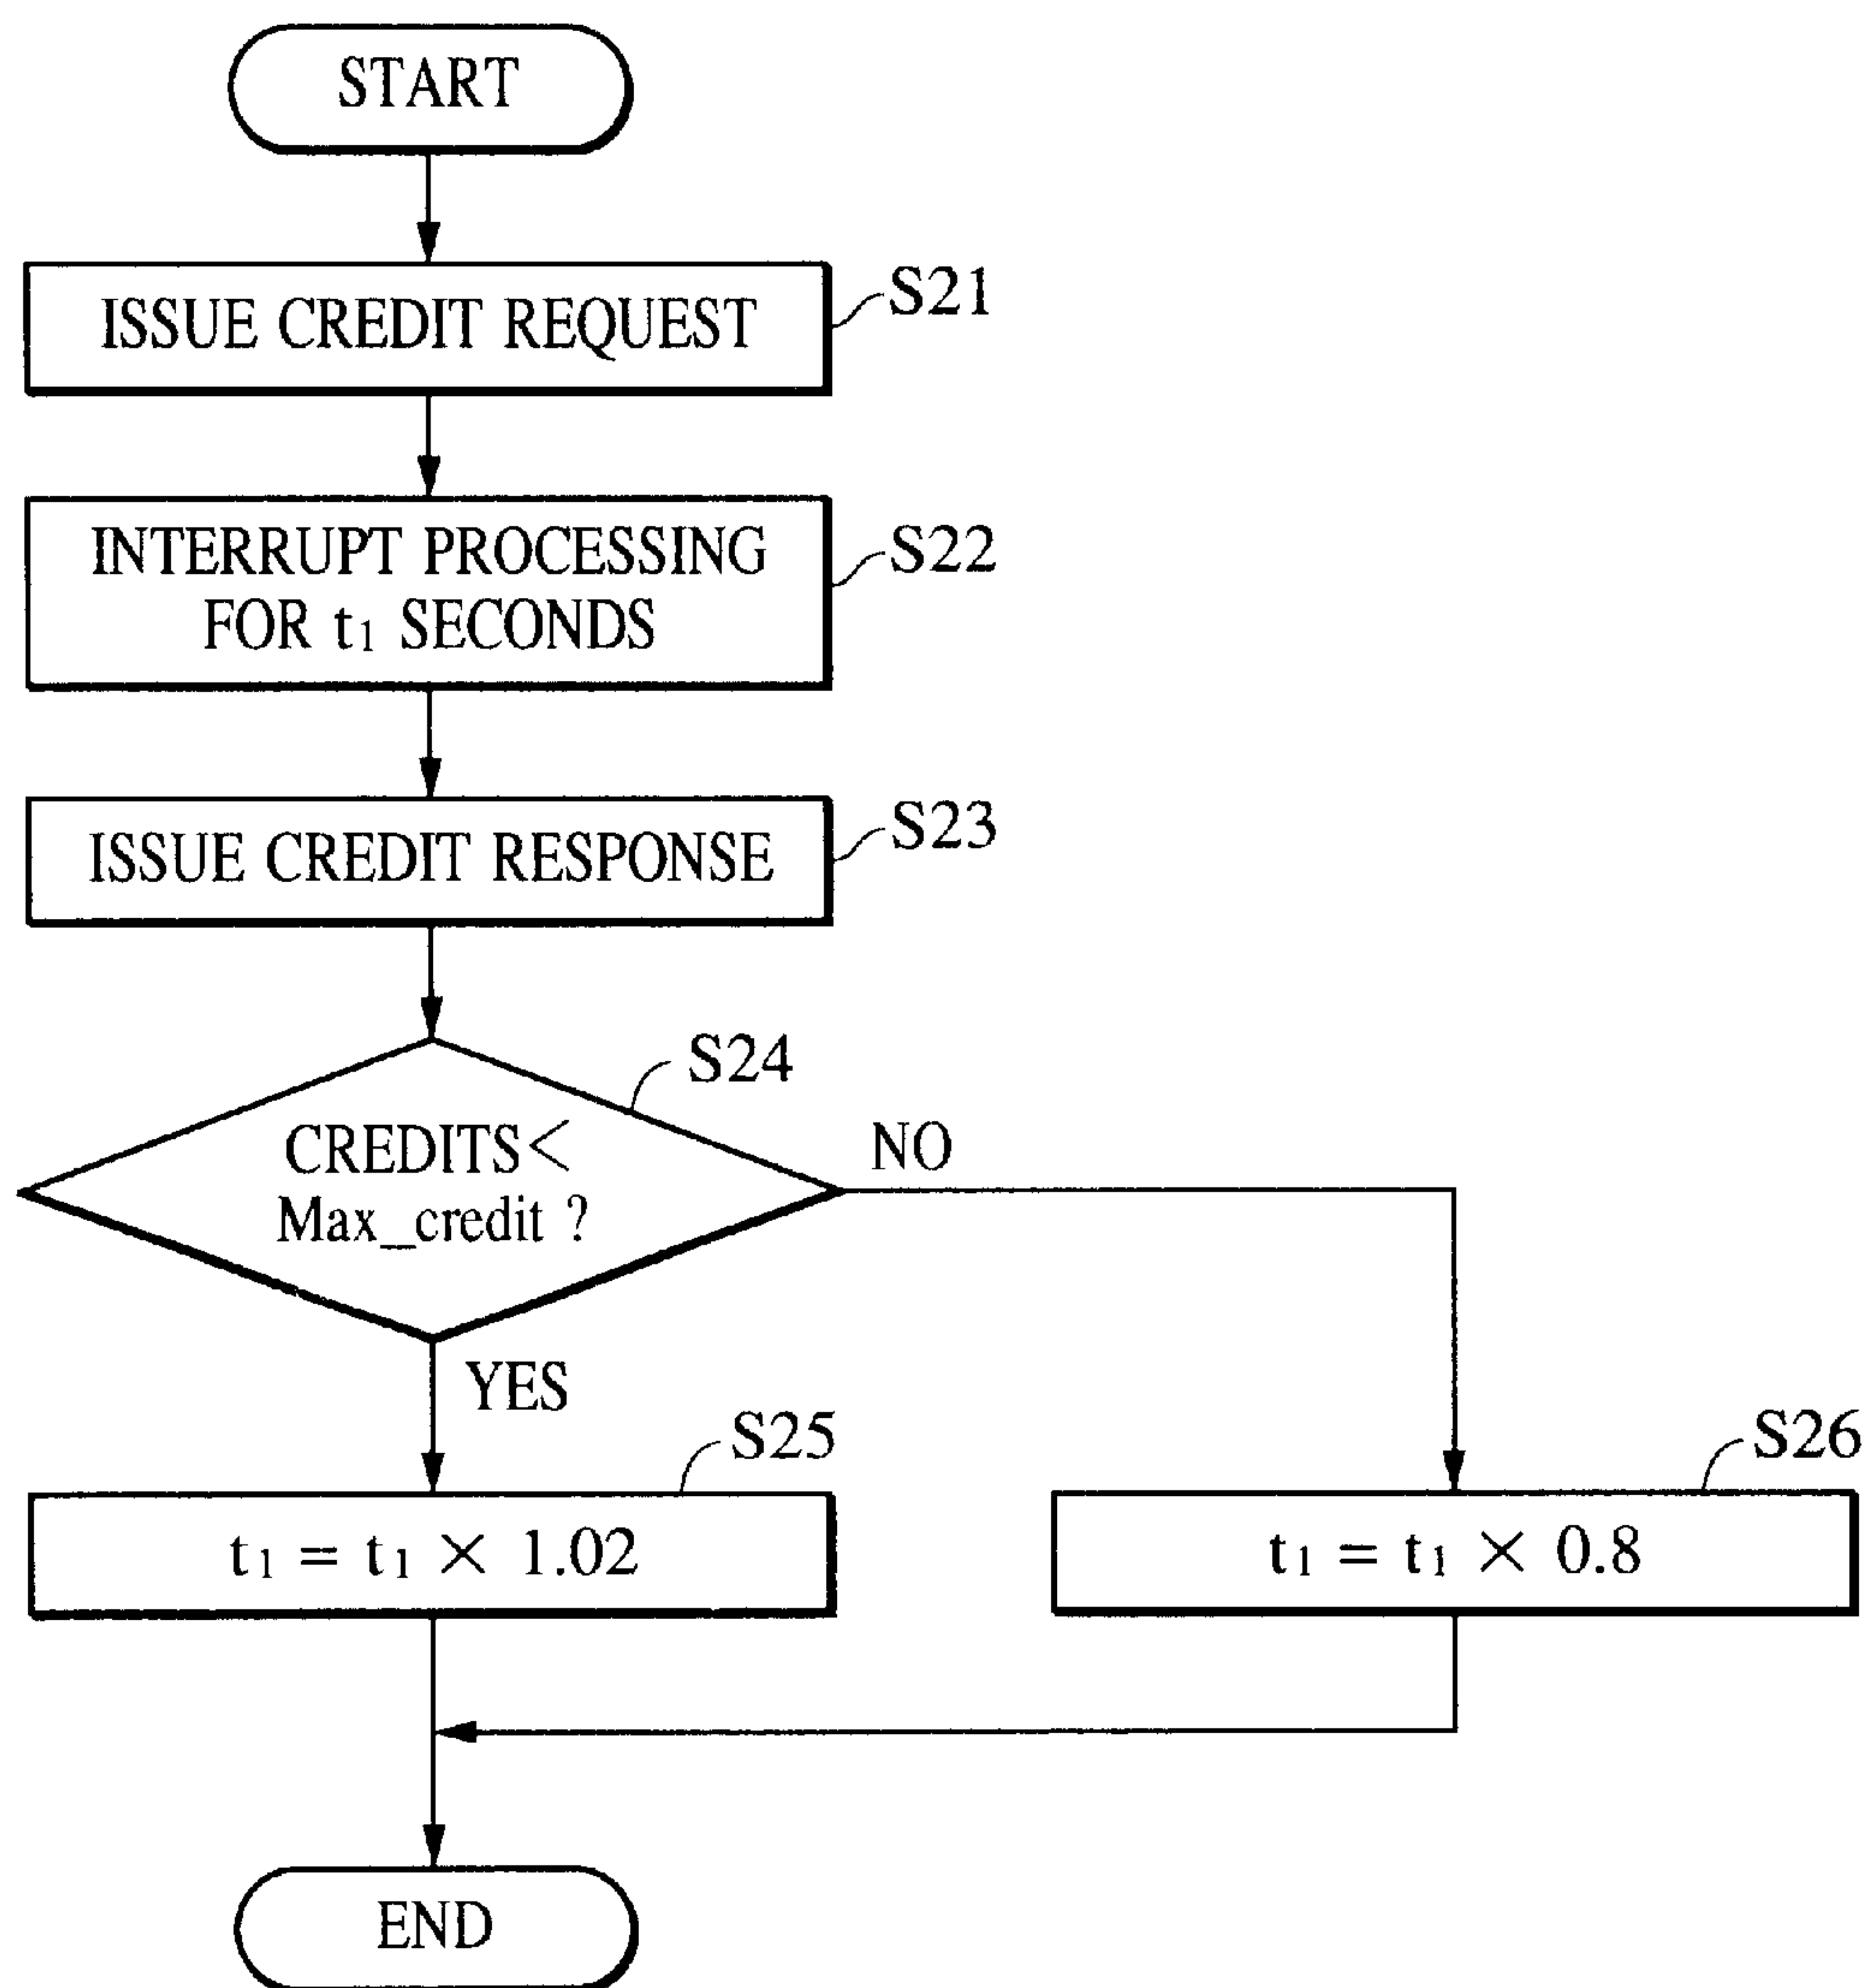 START
ISSUE CREDIT REQUEST
S21
INTERRUPT PROCESSING
FOR t₁ SECONDS
S22
ISSUE CREDIT RESPONSE
S23
S24
CREDITS<
Max_credit ?
NO
YES
S25
t₁ = t₁ × 1.02
S26
t₁ = t₁ × 0.8
END